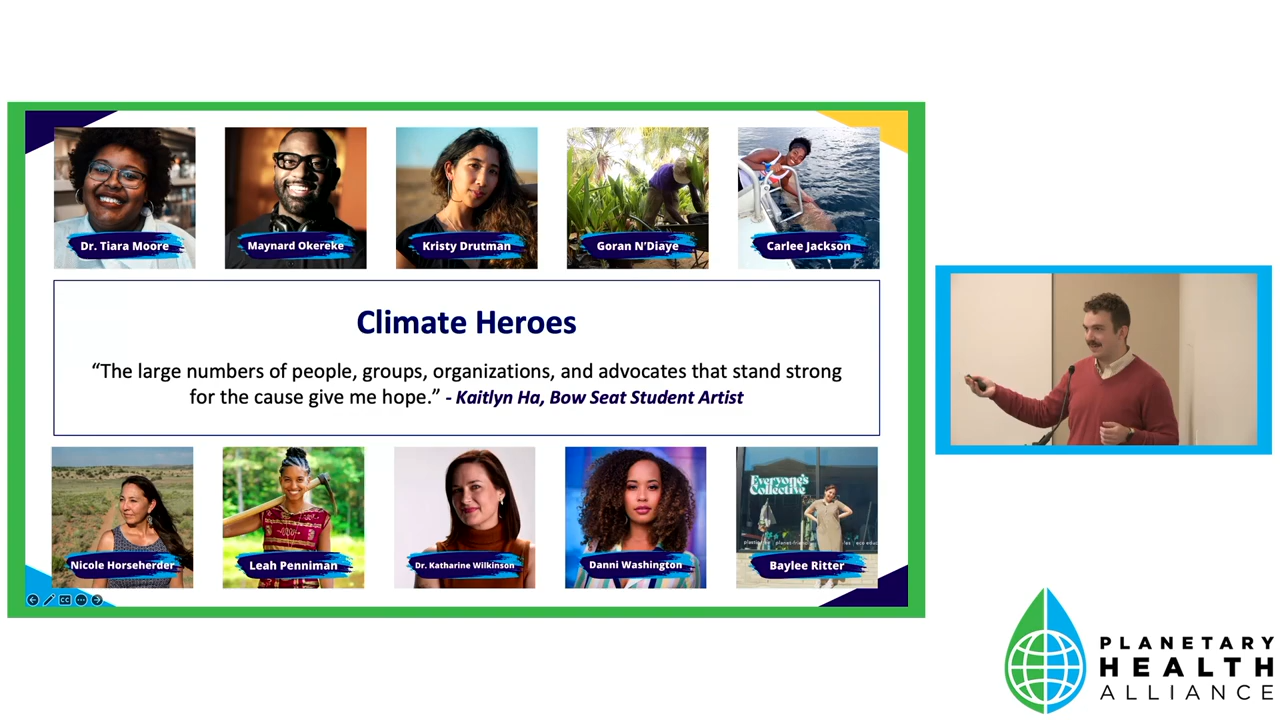 Dr. Tiara Moore
Maynard Okereke
Kristy Drutman
Goran N'Diaye
Carlee Jackson
Climate Heroes
“The large numbers of people, groups, organizations, and advocates that stand strong
for the cause give me hope.” - Kaitlyn Ha, Bow Seat Student Artist
Everyone's
Collective
Nicole Horseherder
Leah Penniman
Dr. Katharine Wilkinson
Danni Washington
Baylee Ritter
CC
PLANETARY
HEALTH
ALLIANCE